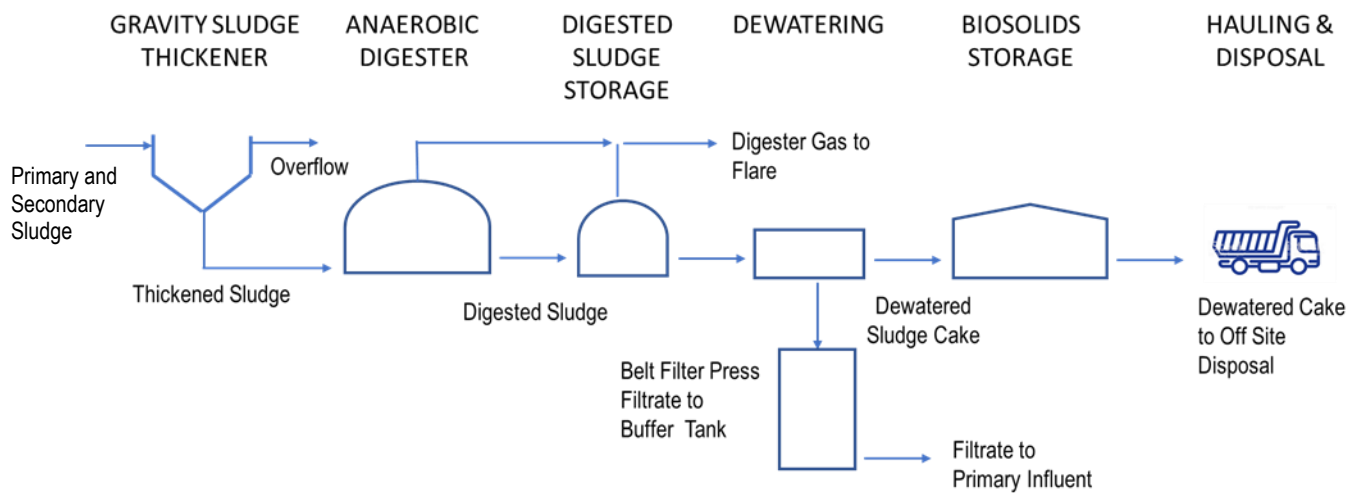 GRAVITY SLUDGE
THICKENER
ANAEROBIC
DIGESTER
DIGESTED
SLUDGE
STORAGE
DEWATERING
BIOSOLIDS
STORAGE
HAULING &
DISPOSAL
Primary and
Secondary
Sludge
Overflow
Thickened Sludge
Digester Gas to
Flare
Digested Sludge
Dewatered
Sludge Cake
Dewatered Cake
to Off Site
Disposal
Belt Filter Press
Filtrate to
Buffer Tank
Filtrate to
Primary Influent